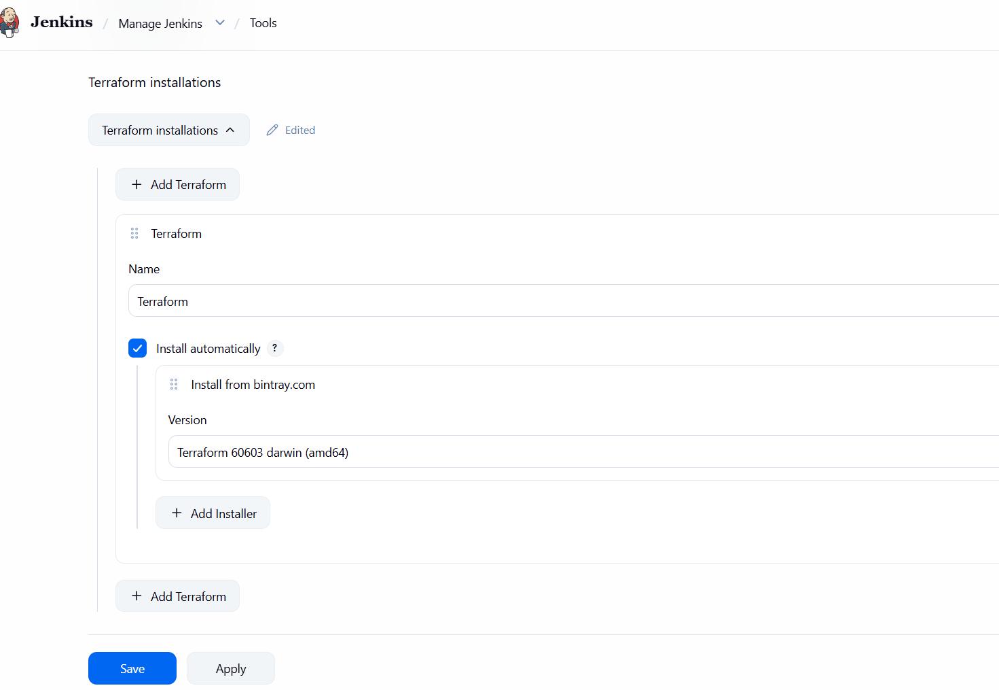 Jenkins / Manage Jenkins / Tools
Terraform installations
Terraform installations Edited
+ Add Terraform
Terraform
Name
Terraform
Install automatically ?
Install from bintray.com
Version
Terraform 60603 darwin (amd64)
+ Add Installer
+ Add Terraform
Save Apply